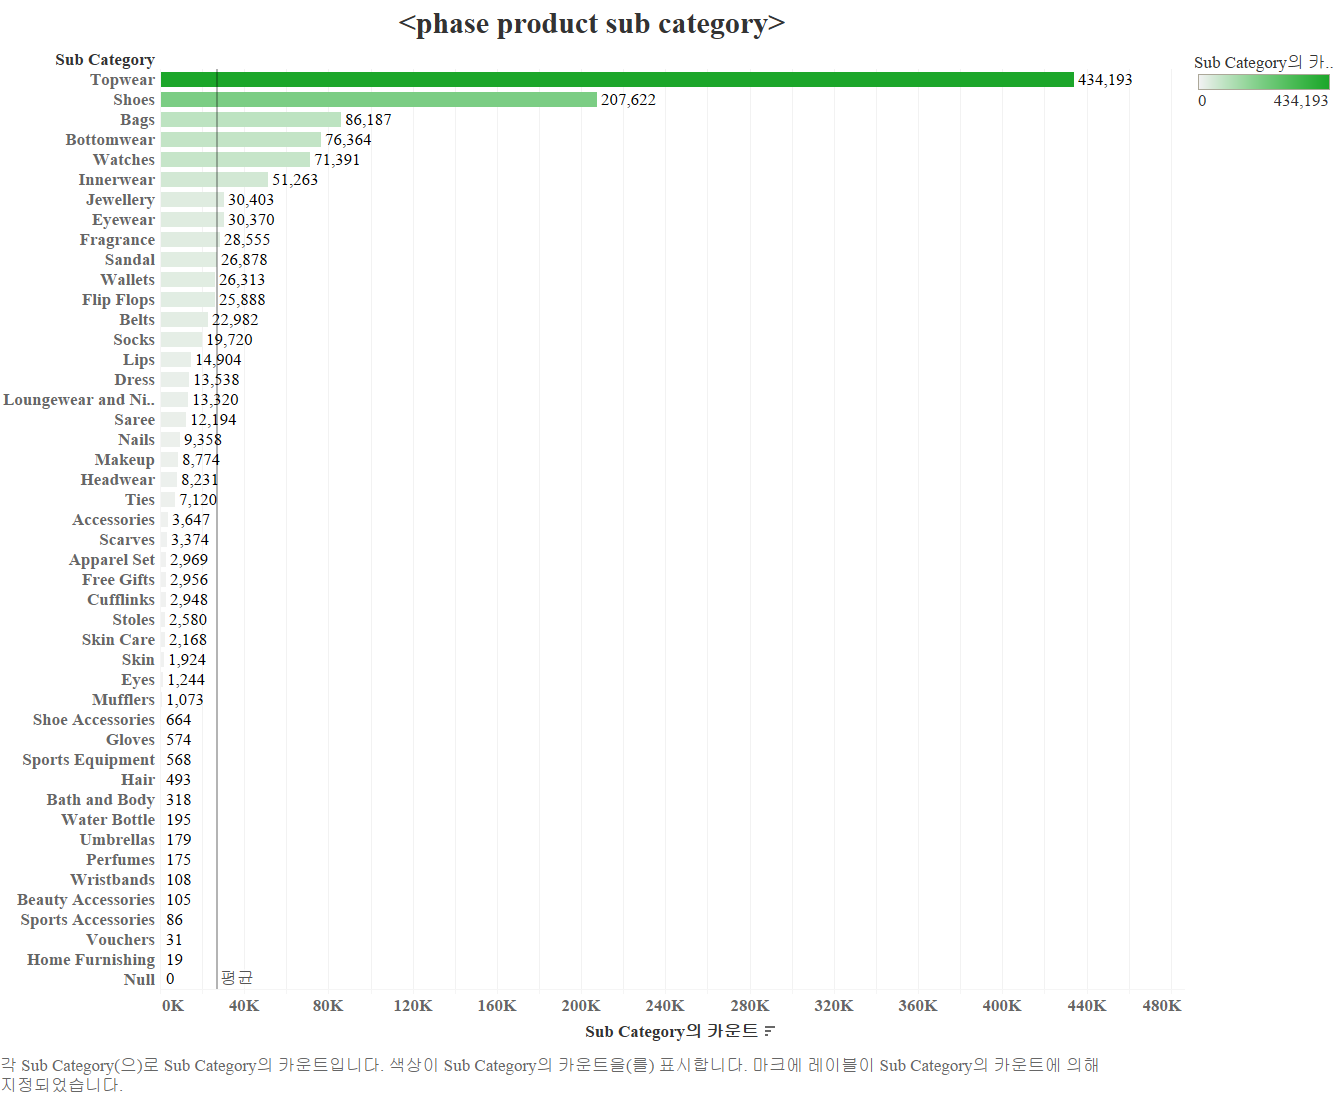 <phase product sub category>
Sub Category
Topwear 434,193
Shoes 207,622
Bags 86,187
Bottomwear 76,364
Watches 71,391
Innerwear 51,263
Jewellery 30,403
Eyewear 30,370
Fragrance 28,555
Sandal 26,878
Wallets 26,313
Flip Flops 25,888
Belts 22,982
Socks 19,720
Lips 14,904
Dress 13,538
Loungewear and Ni.. 13,320
Saree 12,194
Nails 9,358
Makeup 8,774
Headwear 8,231
Ties 7,120
Accessories 3,647
Scarves 3,374
Apparel Set 2,969
Free Gifts 2,956
Cufflinks 2,948
Stoles 2,580
Skin Care 2,168
Skin 1,924
Eyes 1,244
Mufflers 1,073
Shoe Accessories 664
Gloves 574
Sports Equipment 568
Hair 493
Bath and Body 318
Water Bottle 195
Umbrellas 179
Perfumes 175
Wristbands 108
Beauty Accessories 105
Sports Accessories 86
Vouchers 31
Home Furnishing 19
Null 0 평균
0K 40K 80K 120K 160K 200K 240K 280K 320K 360K 400K 440K 480K
Sub Category의 카운트
Sub Category의 카..
0 434,193
각 Sub Category(으)로 Sub Category의 카운트입니다. 색상이 Sub Category의 카운트을(를) 표시합니다. 마크에 레이블이 Sub Category의 카운트에 의해
지정되었습니다.